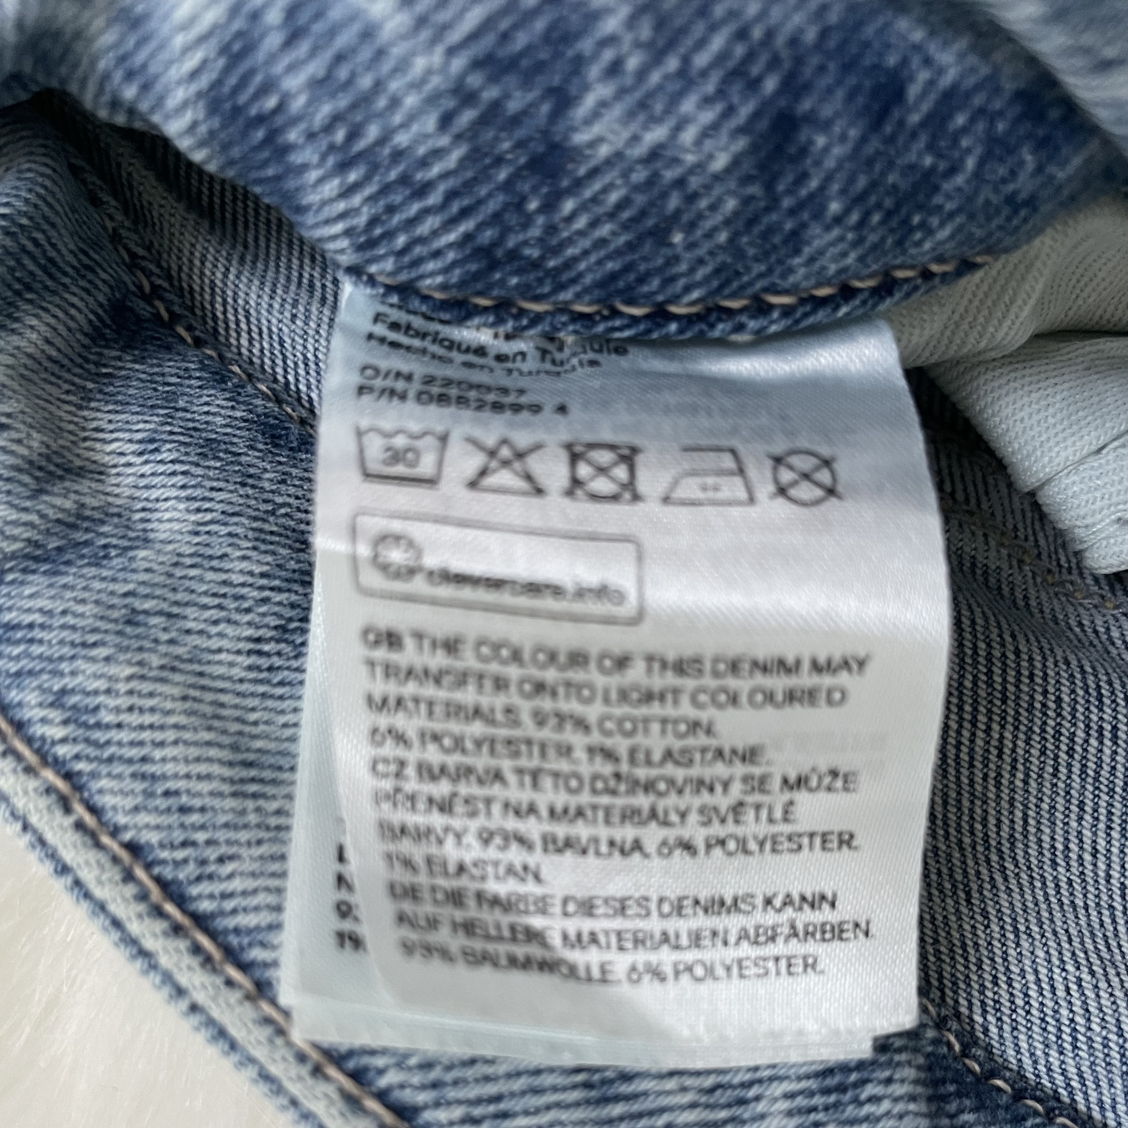 Fabriqué en Turquie
Hecho en Turquía
O/N 220037
P/N 0882899 4
30
clevercare.info
GB THE COLOUR OF THIS DENIM MAY
TRANSFER ONTO LIGHT COLOURED
MATERIALS. 93% COTTON.
6% POLYESTER. 1% ELASTANE.
CZ BARVA TÉTO DŽÍNOVINY SE MŮŽE
PŘENÉST NA MATERIÁLY SVĚTLÉ
BARVY. 93% BAVLNA. 6% POLYESTER.
1% ELASTAN.
DE DIE FARBE DIESES DENIMS KANN
AUF HELLERE MATERIALIEN ABFÄRBEN.
93% BAUMWOLLE. 6% POLYESTER.